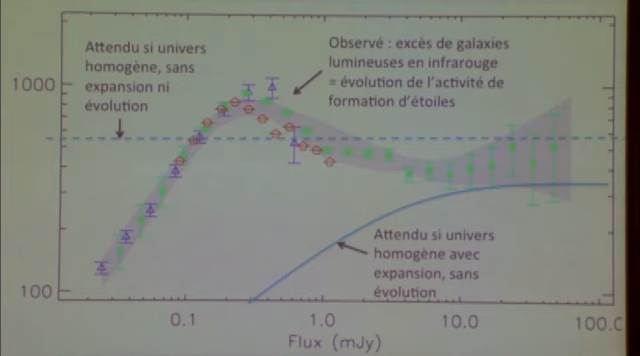 Attendu si univers
homogène, sans
expansion ni
évolution
Observé : excès de galaxies
lumineuses en infrarouge
= évolution de l'activité de
formation d'étoiles
1000
100
Attendu si univers
homogène avec
expansion, sans
évolution
0.1
1.0
10.0
100.0
Flux (mJy)